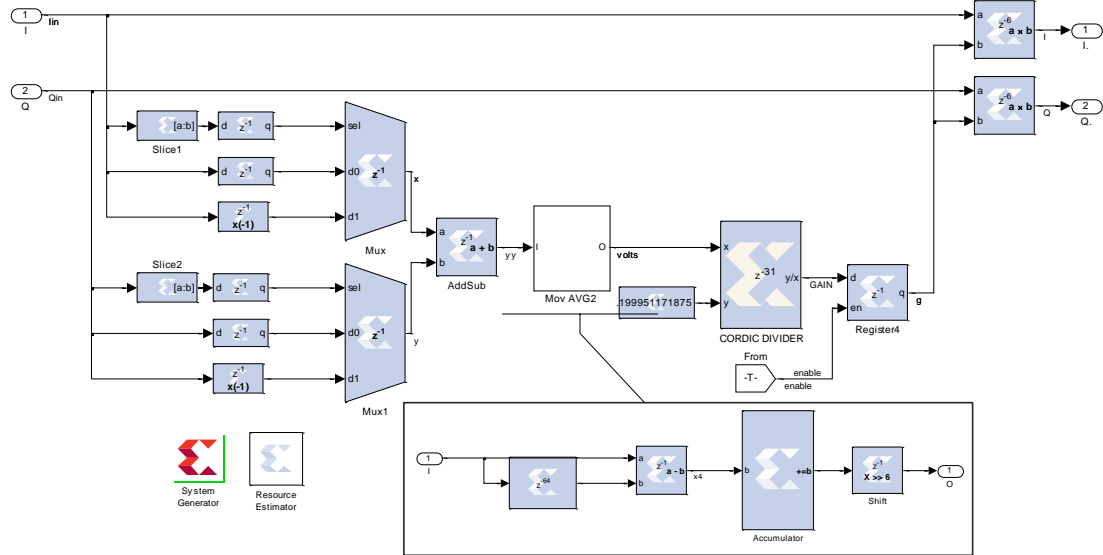 1
I
Iin
2
Q
Qin
Slice1
[a:b]
d z-1 q
d z-1 q
z-1
x(-1)
sel
d0
d1
z-1
Mux
x
Slice2
[a:b]
d z-1 q
d z-1 q
z-1
x(-1)
sel
d0
d1
z-1
Mux1
y
a
b
z-1
a + b
AddSub
yy
I
O
Mov AVG2
volts
.199951171875
x
y
z-31
y/x
CORDIC DIVIDER
GAIN
From
-T-
enable
enable
d
en
z-1
q
Register4
g
a
b
z-6
a x b
I
1
I.
a
b
z-6
a x b
Q
2
Q.
System
Generator
Resource
Estimator
1
I
z-64
a
b
z-1
a - b
x4
b
+=b
Accumulator
z-1
X >> 6
Shift
1
O